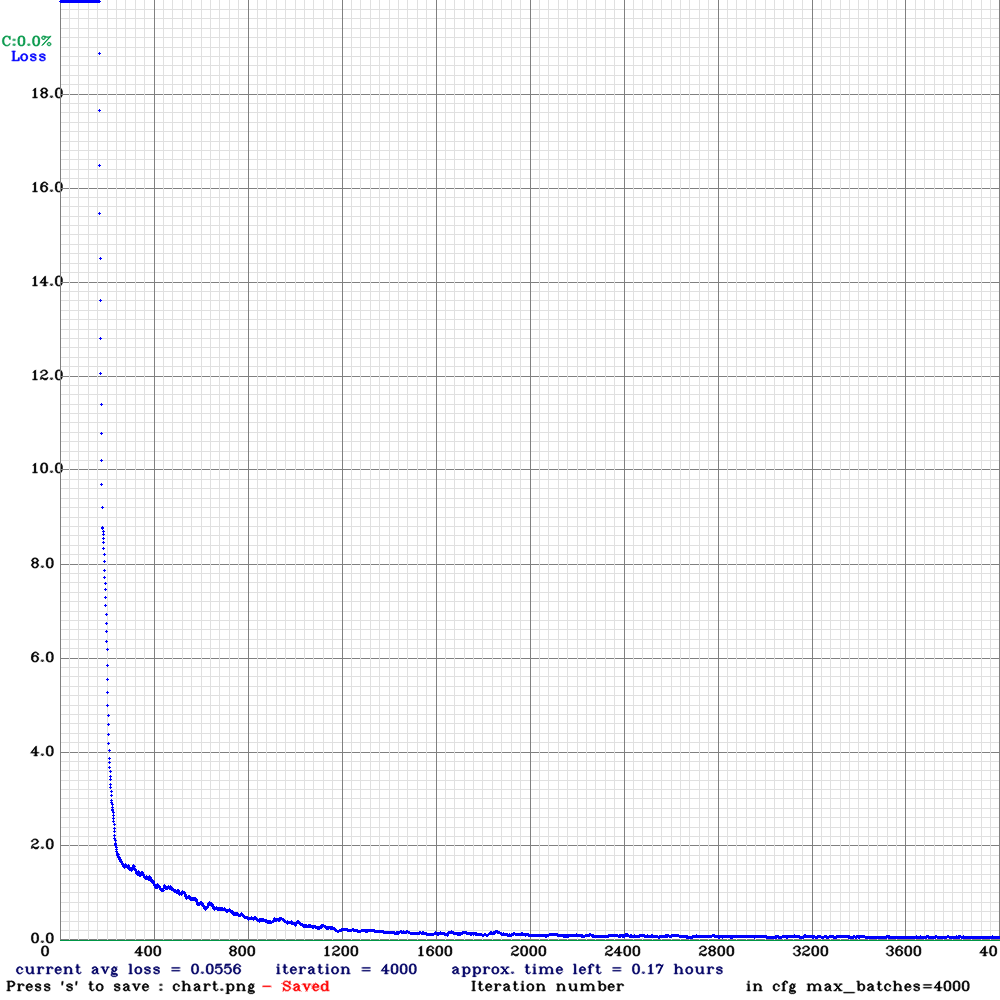 C:0.0%
Loss
18.0
16.0
14.0
12.0
10.0
8.0
6.0
4.0
2.0
0.0
0 400 800 1200 1600 2000 2400 2800 3200 3600 40
current avg loss = 0.0556 iteration = 4000 approx. time left = 0.17 hours
Press 's' to save : chart.png - Saved Iteration number in cfg max_batches=4000